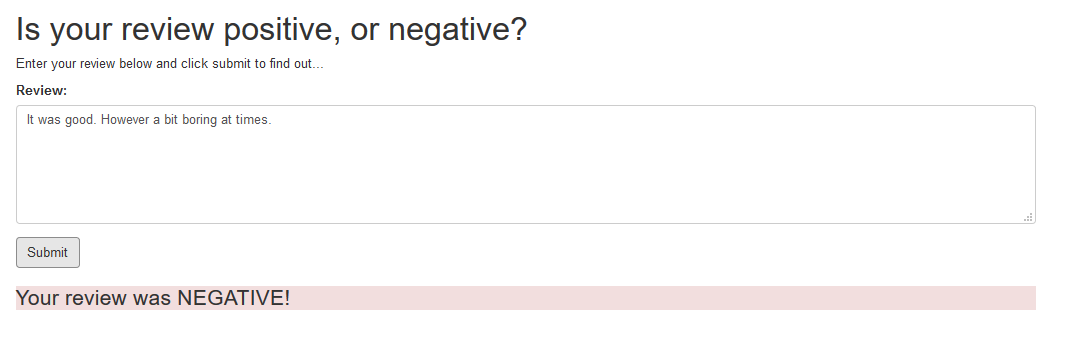 Is your review positive, or negative?
Enter your review below and click submit to find out...
Review:
It was good. However a bit boring at times.
Submit
Your review was NEGATIVE!